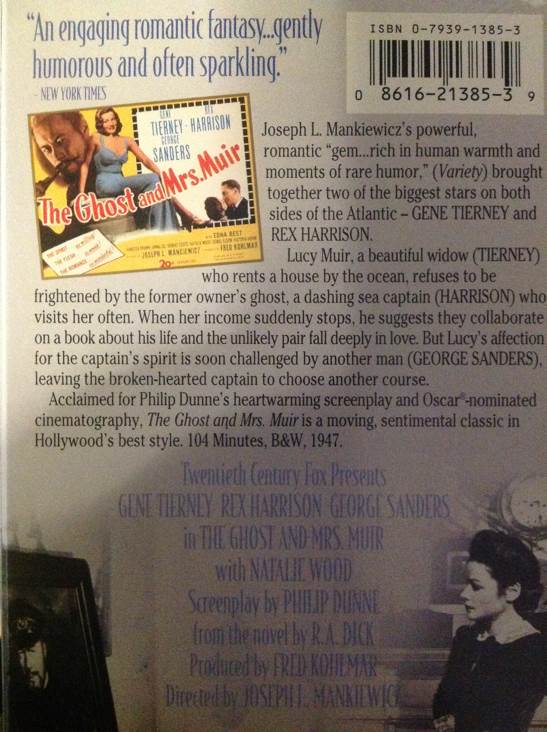 “An engaging romantic fantasy...gently
humorous and often sparkling.”
- NEW YORK TIMES
ISBN 0-7939-1385-3
0 8616-21385-3 9
GENE
TIERNEY · REX
HARRISON
GEORGE
SANDERS
The Ghost and Mrs. Muir
EDNA BEST
JOSEPH L. MANKIEWICZ
FRED KOHLMAR
20th
Joseph L. Mankiewicz’s powerful,
romantic “gem...rich in human warmth and
moments of rare humor,” (Variety) brought
together two of the biggest stars on both
sides of the Atlantic – GENE TIERNEY and
REX HARRISON.
Lucy Muir, a beautiful widow (TIERNEY)
who rents a house by the ocean, refuses to be
frightened by the former owner’s ghost, a dashing sea captain (HARRISON) who
visits her often. When her income suddenly stops, he suggests they collaborate
on a book about his life and the unlikely pair fall deeply in love. But Lucy’s affection
for the captain’s spirit is soon challenged by another man (GEORGE SANDERS),
leaving the broken-hearted captain to choose another course.
Acclaimed for Philip Dunne’s heartwarming screenplay and Oscar®-nominated
cinematography, The Ghost and Mrs. Muir is a moving, sentimental classic in
Hollywood’s best style. 104 Minutes, B&W, 1947.
Twentieth Century Fox Presents
GENE TIERNEY REX HARRISON GEORGE SANDERS
in THE GHOST AND MRS. MUIR
with NATALIE WOOD
Screenplay by PHILIP DUNNE
from the novel by R.A. DICK
Produced by FRED KOHLMAR
Directed by JOSEPH L. MANKIEWICZ